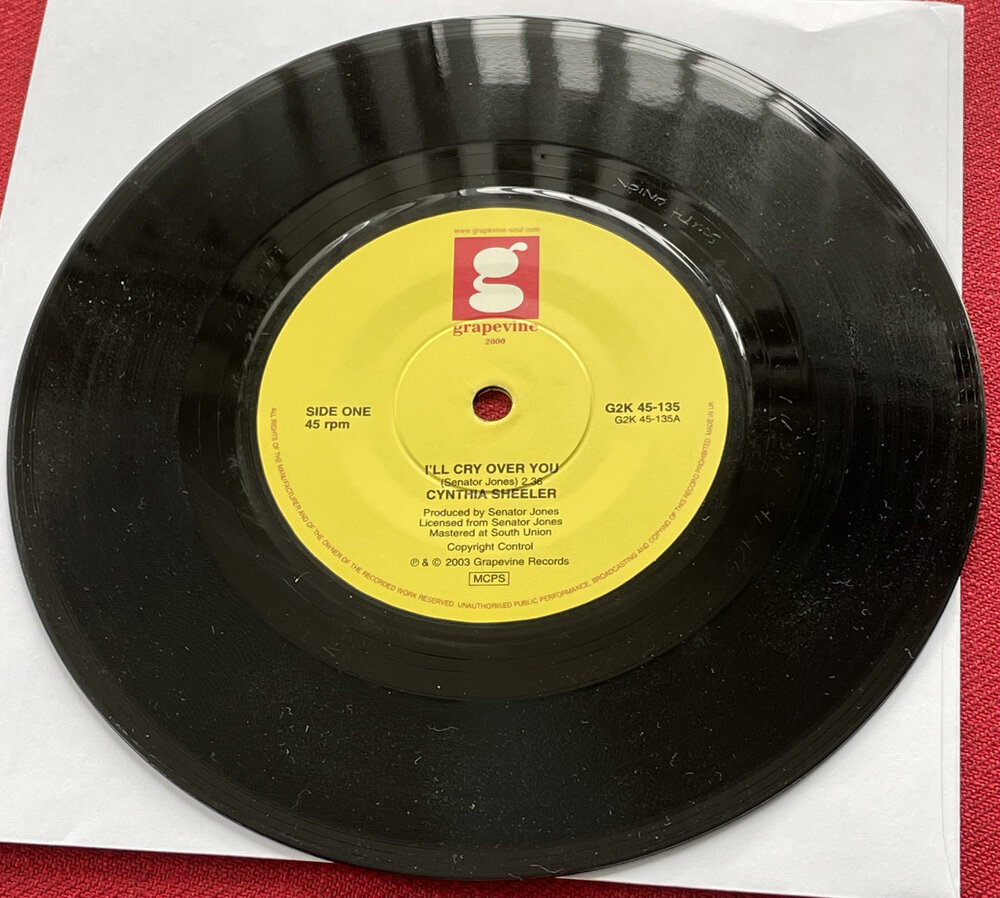 www.grapevine-soul.com
g
grapevine
2000
SIDE ONE
45 rpm
G2K 45-135
G2K 45-135A
I'LL CRY OVER YOU
(Senator Jones) 2.36
CYNTHIA SHEELER
Produced by Senator Jones
Licensed from Senator Jones
Mastered at South Union
Copyright Control
℗ & © 2003 Grapevine Records
MCPS
ALL RIGHTS OF THE MANUFACTURER AND OF THE OWNER OF THE RECORDED WORK RESERVED UNAUTHORISED PUBLIC PERFORMANCE, BROADCASTING AND COPYING OF THIS RECORD PROHIBITED MADE IN UK
SOUTH UNION